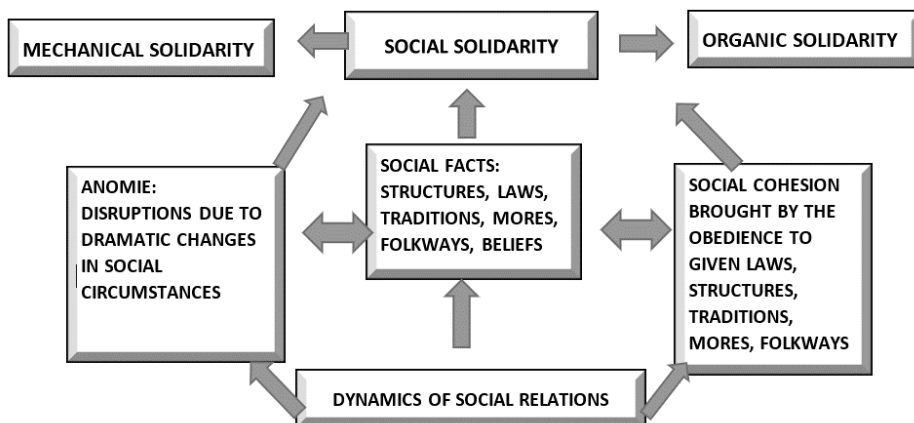 MECHANICAL SOLIDARITY
SOCIAL SOLIDARITY
ORGANIC SOLIDARITY
ANOMIE:
DISRUPTIONS DUE TO
DRAMATIC CHANGES
IN SOCIAL
CIRCUMSTANCES
SOCIAL FACTS:
STRUCTURES, LAWS,
TRADITIONS, MORES,
FOLKWAYS, BELIEFS
SOCIAL COHESION
BROUGHT BY THE
OBEDIENCE TO
GIVEN LAWS,
STRUCTURES,
TRADITIONS,
MORES, FOLKWAYS
DYNAMICS OF SOCIAL RELATIONS